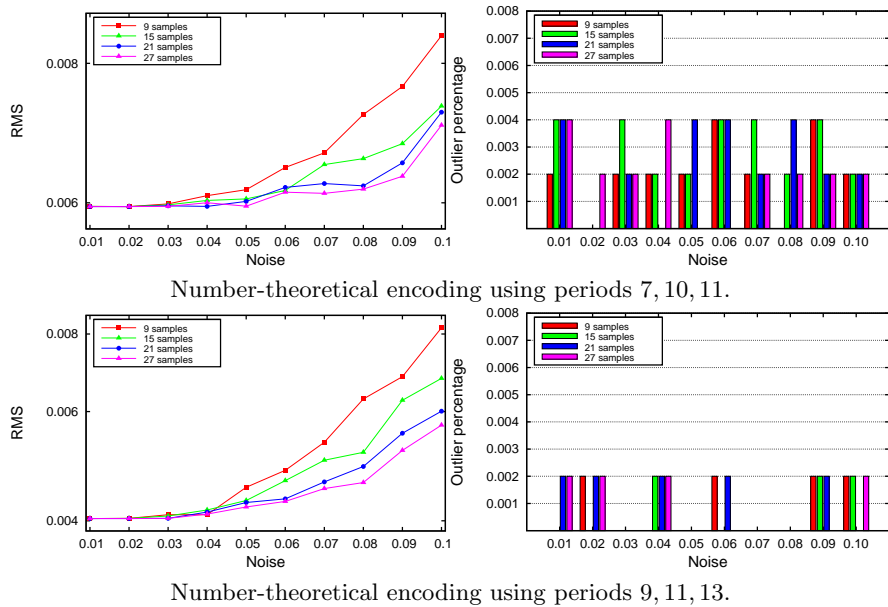 RMS
0.008
0.006
9 samples
15 samples
21 samples
27 samples
0.01 0.02 0.03 0.04 0.05 0.06 0.07 0.08 0.09 0.1
Noise
Outlier percentage
0.008
0.007
0.006
0.005
0.004
0.003
0.002
0.001
9 samples
15 samples
21 samples
27 samples
0.01 0.02 0.03 0.04 0.05 0.06 0.07 0.08 0.09 0.10
Noise
Number-theoretical encoding using periods 7, 10, 11.
RMS
0.008
0.006
0.004
9 samples
15 samples
21 samples
27 samples
0.01 0.02 0.03 0.04 0.05 0.06 0.07 0.08 0.09 0.1
Noise
Outlier percentage
0.008
0.007
0.006
0.005
0.004
0.003
0.002
0.001
9 samples
15 samples
21 samples
27 samples
0.01 0.02 0.03 0.04 0.05 0.06 0.07 0.08 0.09 0.10
Noise
Number-theoretical encoding using periods 9, 11, 13.